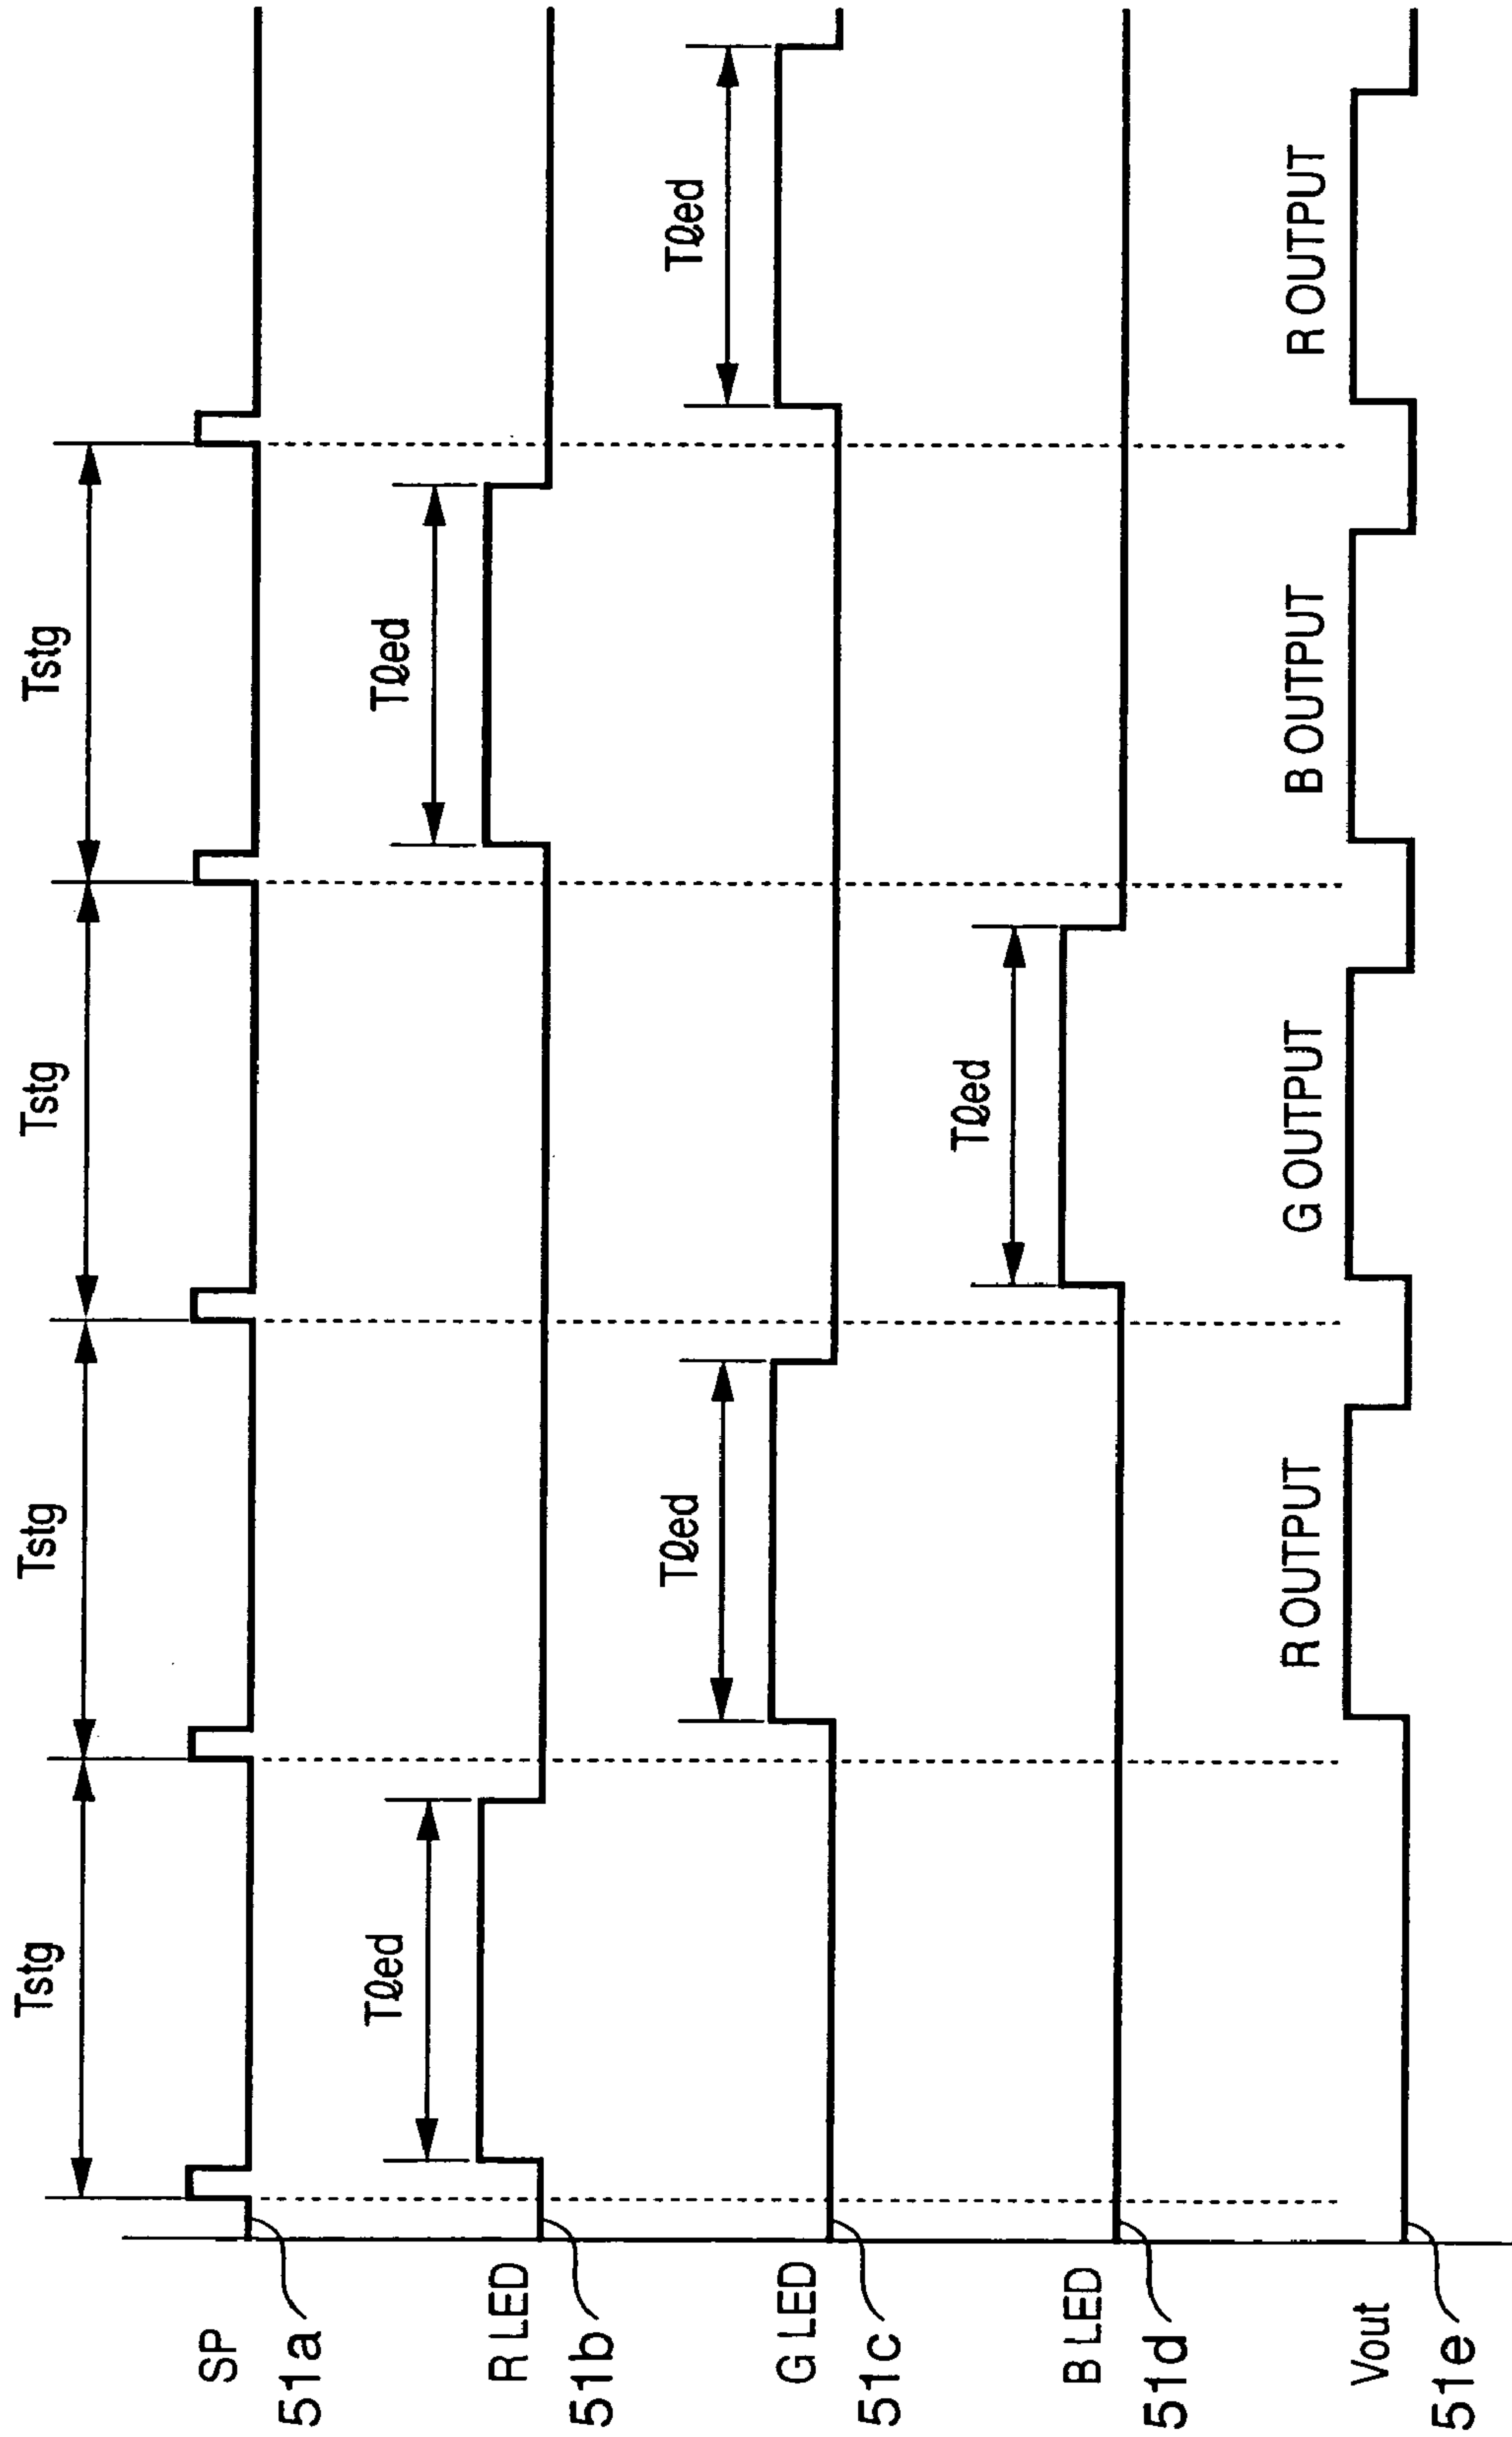 Tstg Tstg Tstg Tstg
SP
51a
Tℓed Tℓed
R LED
51b
Tℓed Tℓed
G LED
51c
Tℓed
B LED
51d
R OUTPUT G OUTPUT B OUTPUT R OUTPUT
Vout
51e